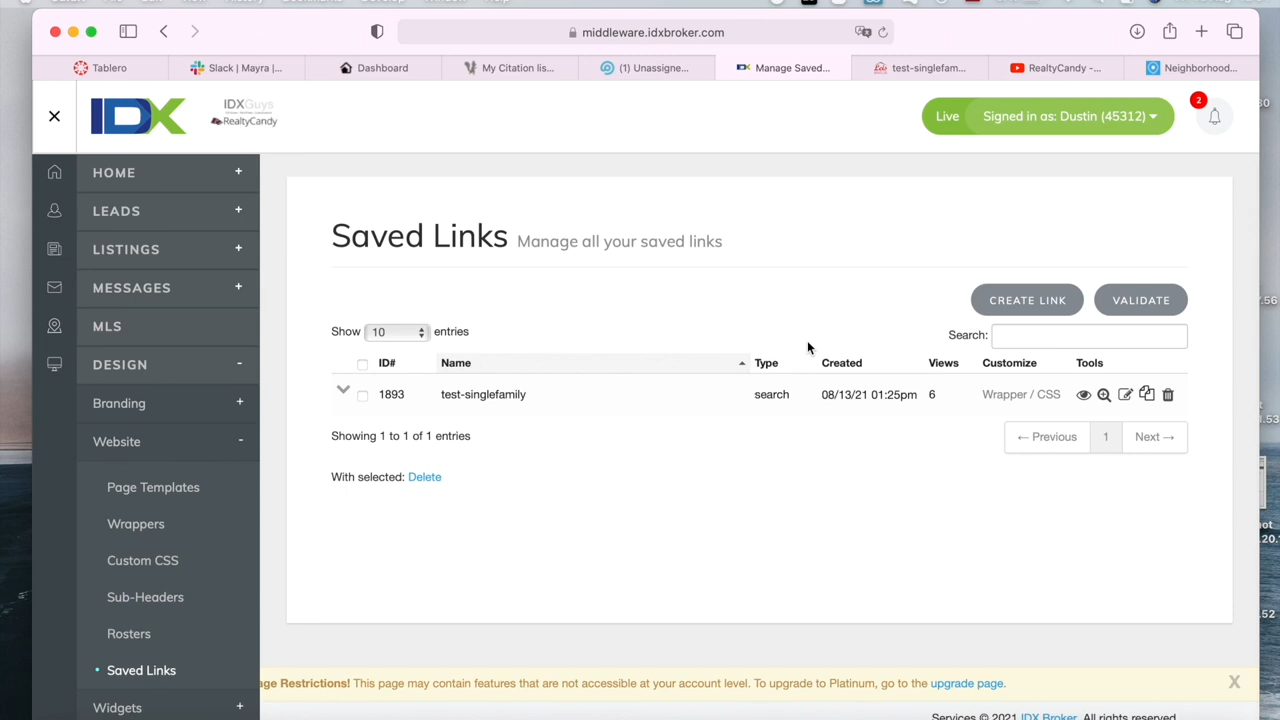 middleware.idxbroker.com
Tablero
Slack | Mayra |...
Dashboard
My Citation lis...
(1) Unassigne...
IDX Manage Saved...
test-singlefam...
RealtyCandy -...
Neighborhood...
IDX
IDXGuys
RealtyCandy
Live
Signed in as: Dustin (45312)
2
HOME +
LEADS +
LISTINGS +
MESSAGES +
MLS
DESIGN -
Branding +
Website -
Page Templates
Wrappers
Custom CSS
Sub-Headers
Rosters
• Saved Links
Widgets +
Saved Links Manage all your saved links
CREATE LINK
VALIDATE
Show 10 entries
Search:
ID# Name Type Created Views Customize Tools
1893 test-singlefamily search 08/13/21 01:25pm 6 Wrapper / CSS
Showing 1 to 1 of 1 entries
← Previous 1 Next →
With selected: Delete
ge Restrictions! This page may contain features that are not accessible at your account level. To upgrade to Platinum, go to the upgrade page. X
Services © 2021 IDX Broker. All rights reserved.